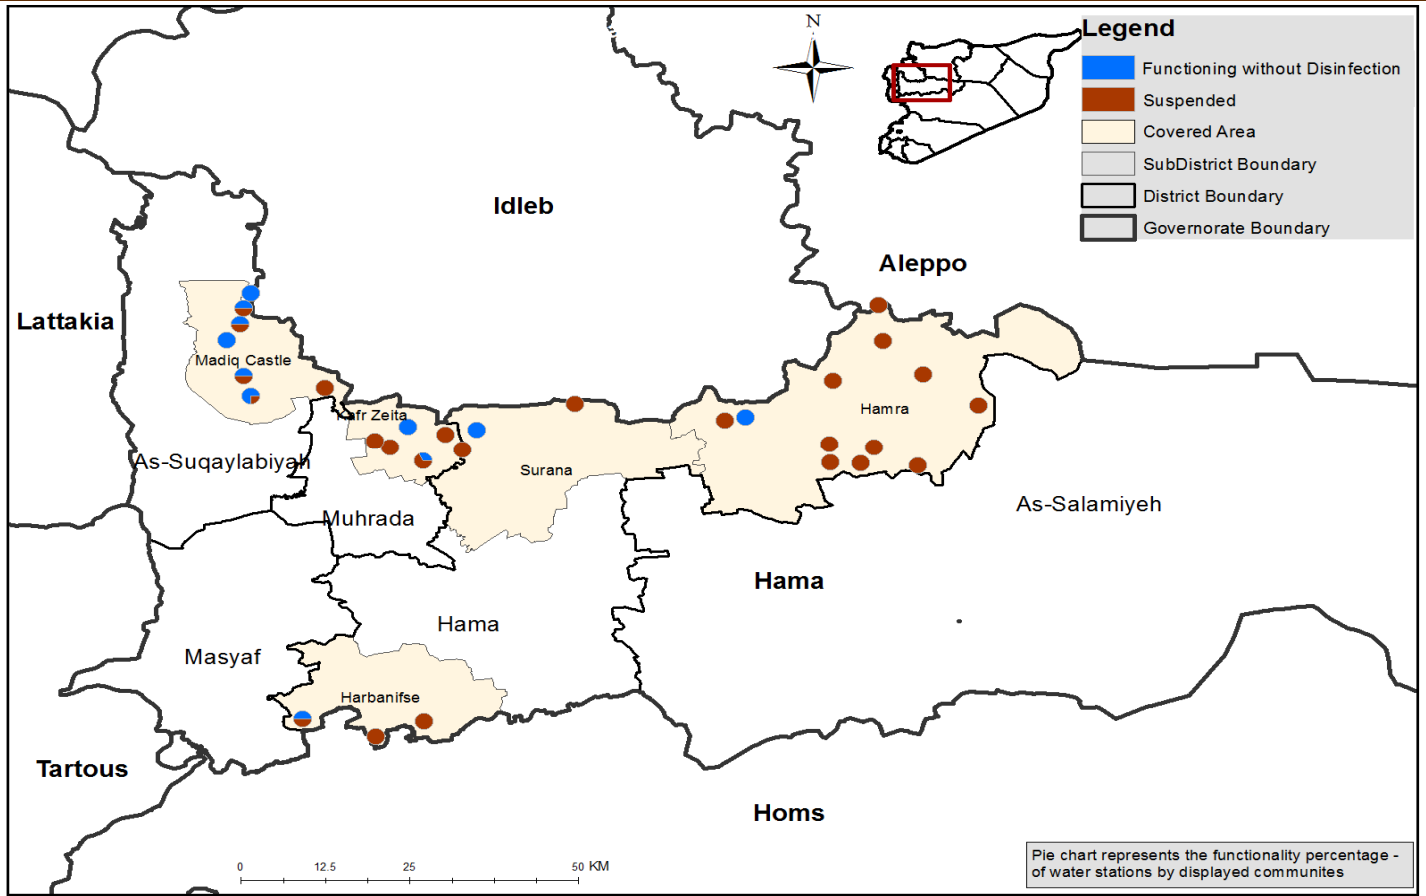 N
Legend
Functioning without Disinfection
Suspended
Covered Area
SubDistrict Boundary
District Boundary
Governorate Boundary
Idleb
Aleppo
Lattakia
Madiq Castle
Kafr Zeita
Hamra
As-Suqaylabiyah
Surana
As-Salamiyeh
Muhrada
Hama
Hama
Masyaf
Harbanifse
Tartous
Homs
0 12.5 25 50 KM
Pie chart represents the functionality percentage -
of water stations by displayed communites